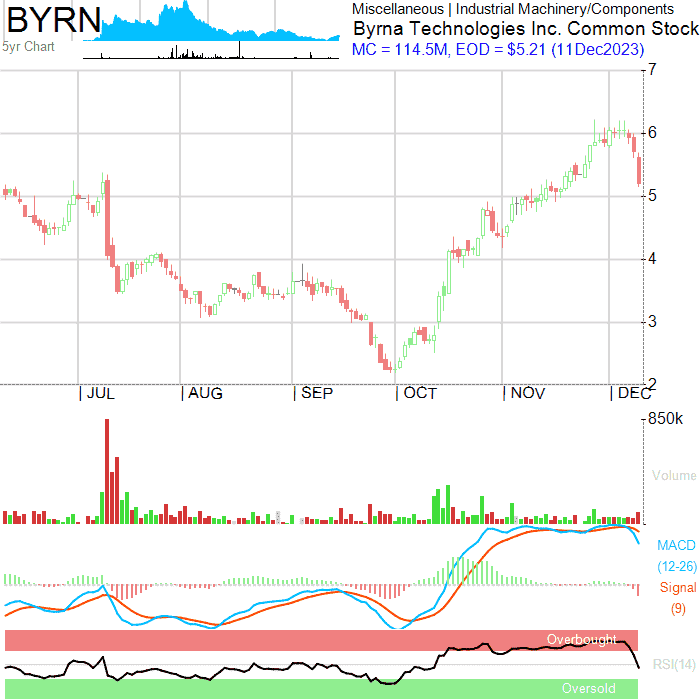 BYRN
5yr Chart
Miscellaneous | Industrial Machinery/Components
Byrna Technologies Inc. Common Stock
MC = 114.5M, EOD = $5.21 (11Dec2023)
7
6
5
4
3
2
| JUL
| AUG
| SEP
| OCT
| NOV
| DEC
850k
Volume
MACD
(12-26)
Signal
(9)
Overbought
RSI(14)
Oversold